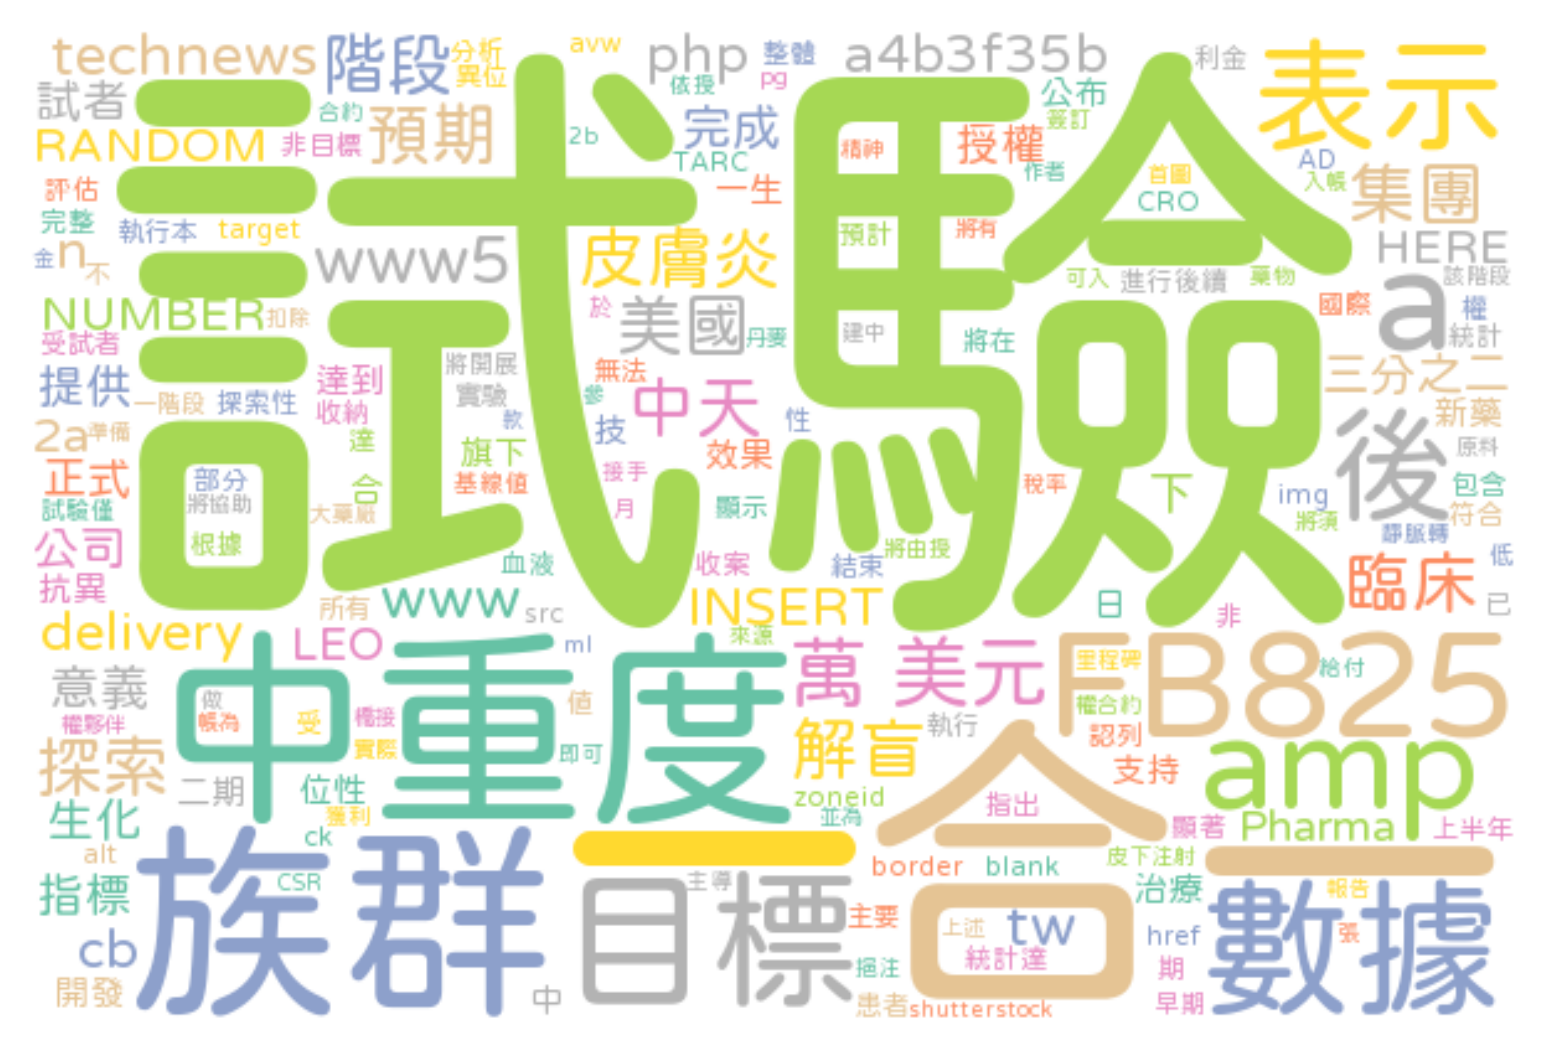 technews
階段
分析
異位
avw
php
整體
pg
依授
a4b3f35b
利金
表示
試者
合約
2b
完成
公布
簽訂
RANDOM
非目標
預期
TARC
一生
精神
授權
作者
首圖
CRO
AD
入帳
集團
評估
完整
執行本
target
金
n
不
www5
皮膚炎
預計
將有
HERE
可入
進行後續
藥物
該階段
NUMBER
扣除
於
美國
丹麥
建中
將在
國際
a
權
統計
受試者
試驗
將開展
無法
提供
一階段
探索性
達到
收納
實驗
款
參
中天
技
性
三分之二
新藥
2a
準備
達
旗下
效果
後
原料
正式
部分
將協助
合
基線值
接手
月
顯示
稅率
下
img
將須
包含
符合
試驗僅
根據
大藥廠
靜脈轉
公司
抗異
血液
收案
結束
將由授
低
臨床
已
所有
www
src
INSERT
日
非
delivery
LEO
ml
來源
萬 美元
FB825
里程碑
給付
意義
權夥伴
做
帳為
受
橋接
中重度
值
權合約
實際
即可
解盲
執行
認列
支持
amp
探索
二期
位性
獲利
zoneid
並為
指出
生化
ck
顯著
Pharma
上半年
alt
一
合
border
blank
皮下注射
一
指標
CSR
族群
主導
目標
主要
治療
報告
數據
cb
上述
tw
統計達
href
張
開發
中
挹注
期
患者
shutterstock
早期